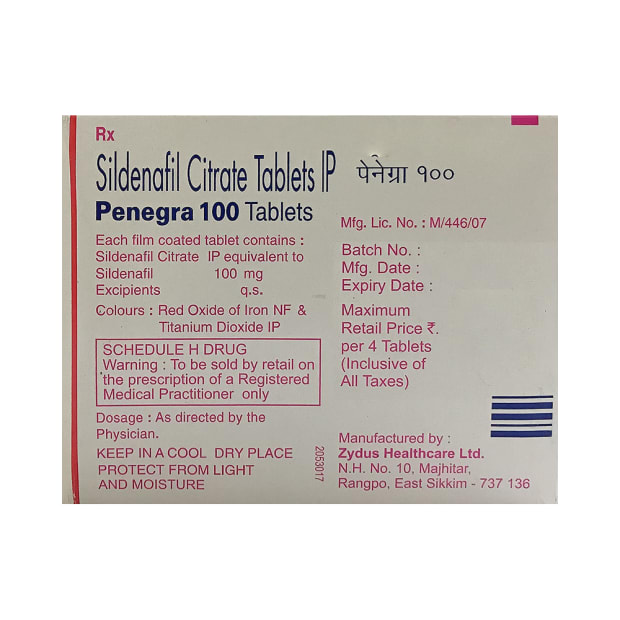 Rx
Sildenafil Citrate Tablets IP
पेनेग्रा १००
Penegra 100 Tablets
Mfg. Lic. No. : M/446/07
Each film coated tablet contains :
Sildenafil Citrate IP equivalent to
Sildenafil 100 mg
Excipients q.s.
Colours : Red Oxide of Iron NF &
Titanium Dioxide IP
SCHEDULE H DRUG
Warning : To be sold by retail on
the prescription of a Registered
Medical Practitioner only
Dosage : As directed by the
Physician.
KEEP IN A COOL DRY PLACE
PROTECT FROM LIGHT
AND MOISTURE
2053017
Batch No. :
Mfg. Date :
Expiry Date :
Maximum
Retail Price ₹.
per 4 Tablets
(Inclusive of
All Taxes)
Manufactured by :
Zydus Healthcare Ltd.
N.H. No. 10, Majhitar,
Rangpo, East Sikkim - 737 136